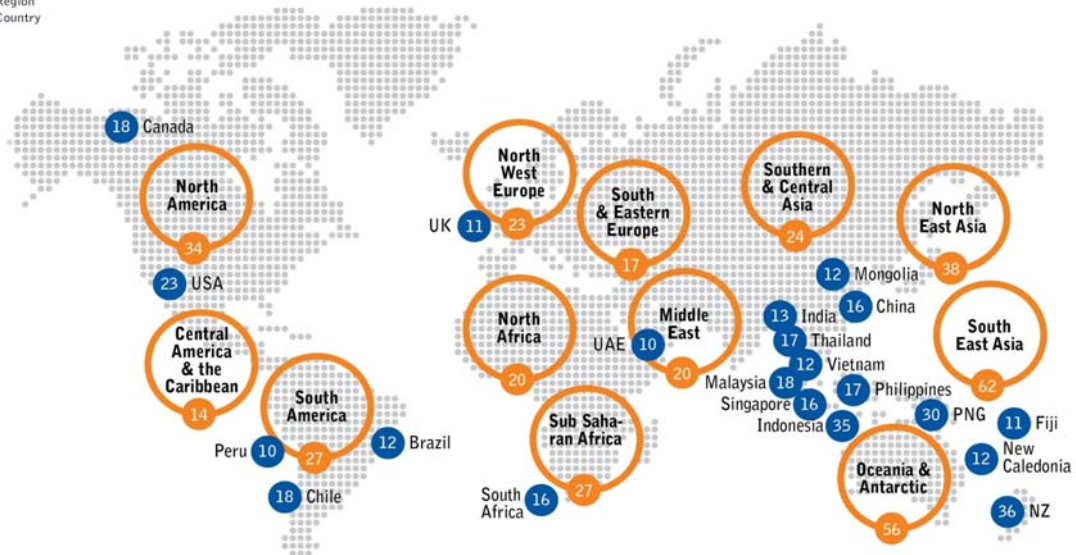 Region
Country
18 Canada
North
America
34
23 USA
Central
America
& the
Caribbean
14
South
America
27
Peru 10
12 Brazil
18 Chile
North
West
Europe
23
UK 11
South
& Eastern
Europe
17
North
Africa
20
Middle
East
20
UAE 10
Sub Saha-
ran Africa
27
South
Africa
16
Southern
& Central
Asia
24
North
East Asia
38
12 Mongolia
16 China
13 India
17 Thailand
12 Vietnam
Malaysia 18
17 Philippines
Singapore 16
Indonesia 35
South
East Asia
62
30 PNG
11 Fiji
12
New
Caledonia
Oceania &
Antarctic
56
36 NZ